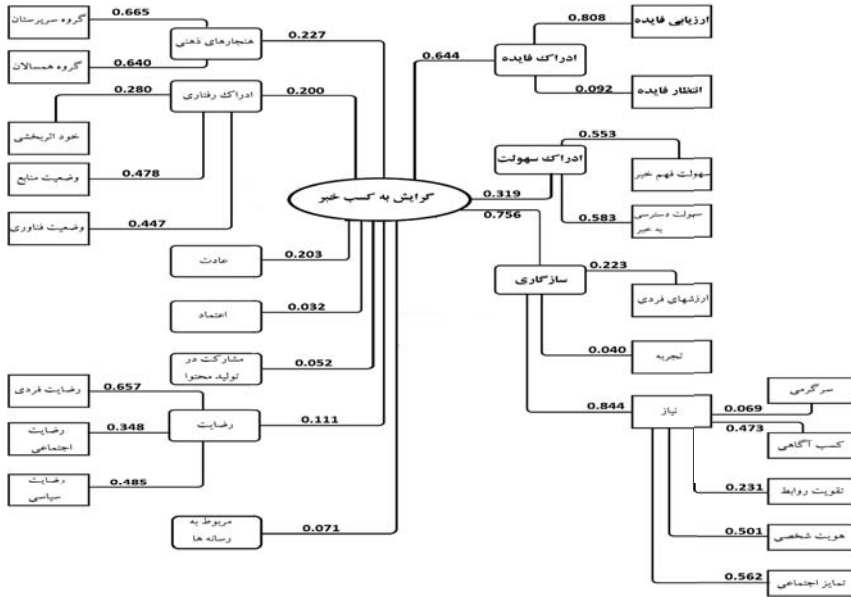 گروه سرپرستان
0.665
هنجارهای ذهنی
0.227
گروه همسالان
0.640
0.280
ادراک رفتاری
0.200
خود اثربخشی
وضعیت منابع
0.478
وضعیت فناوری
0.447
گرایش به کسب خبر
عادت
0.203
اعتماد
0.032
مشارکت در
تولید محتوا
0.052
رضایت فردی
0.657
رضایت
اجتماعی
0.348
رضایت
0.111
رضایت
سیاسی
0.485
مربوط به
رسانه ها
0.071
0.808
ارزیابی فایده
0.644
ادراک فایده
0.092
انتظار فایده
0.553
ادراک سهولت
سهولت فهم خبر
0.319
0.583
سهولت دسترسی
به خبر
0.756
سازگاری
0.223
ارزشهای فردی
0.040
تجربه
0.844
نیاز
سرگرمی
0.069
0.473
کسب آگاهی
0.231
تقویت روابط
0.501
هویت شخصی
0.562
تمایز اجتماعی